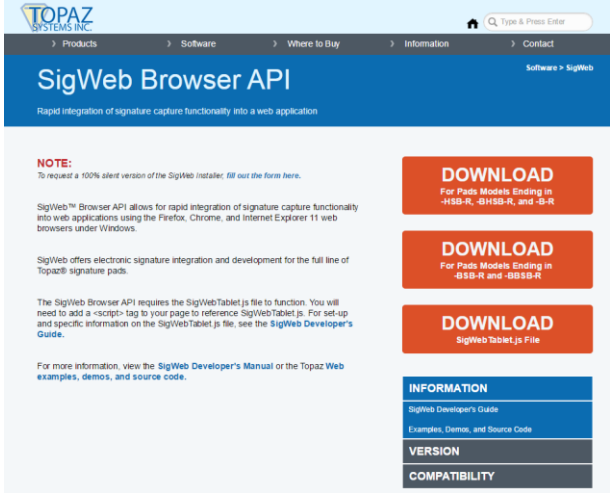 TOPAZ
SYSTEMS INC.
Type & Press Enter
Products
Software
Where to Buy
Information
Contact
Software > SigWeb
SigWeb Browser API
Rapid integration of signature capture functionality into a web application
NOTE:
To request a 100% silent version of the SigWeb Installer, fill out the form here.
SigWeb™ Browser API allows for rapid integration of signature capture functionality
into web applications using the Firefox, Chrome, and Internet Explorer 11 web
browsers under Windows.
SigWeb offers electronic signature integration and development for the full line of
Topaz® signature pads.
The SigWeb Browser API requires the SigWebTablet.js file to function. You will
need to add a <script> tag to your page to reference SigWebTablet.js. For set-up
and specific information on the SigWebTablet.js file, see the SigWeb Developer's
Guide.
For more information, view the SigWeb Developer's Manual or the Topaz Web
examples, demos, and source code.
DOWNLOAD
For Pads Models Ending in
-HSB-R, -BHSB-R, and -B-R
DOWNLOAD
For Pads Models Ending in
-BSB-R and -BBSB-R
DOWNLOAD
SigWebTablet.js File
INFORMATION
SigWeb Developer's Guide
Examples, Demos, and Source Code
VERSION
COMPATIBILITY